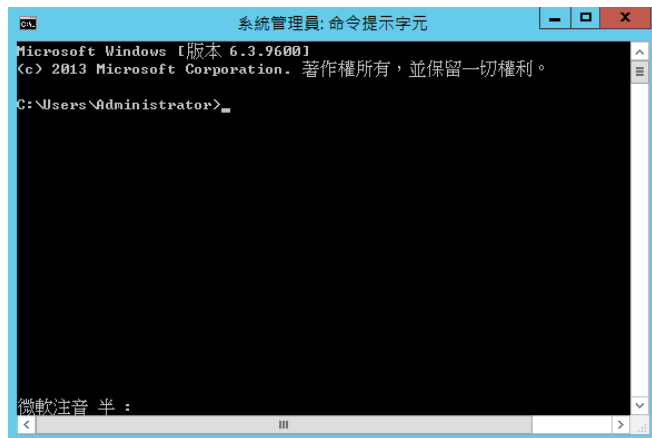 系統管理員: 命令提示字元
Microsoft Windows [版本 6.3.9600]
(c) 2013 Microsoft Corporation. 著作權所有，並保留一切權利。
C:\Users\Administrator>_
微軟注音 半 :